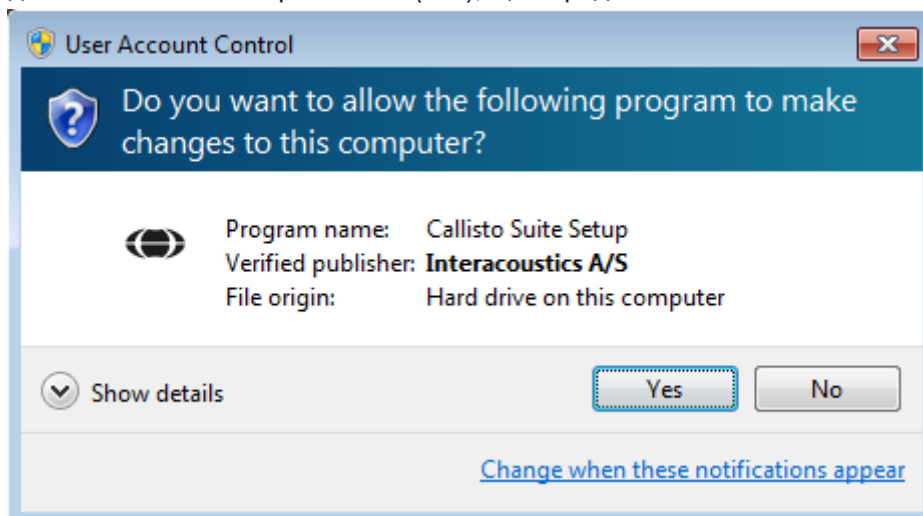 User Account Control
Do you want to allow the following program to make
changes to this computer?
Program name: Callisto Suite Setup
Verified publisher: Interacoustics A/S
File origin: Hard drive on this computer
Show details
Yes No
Change when these notifications appear